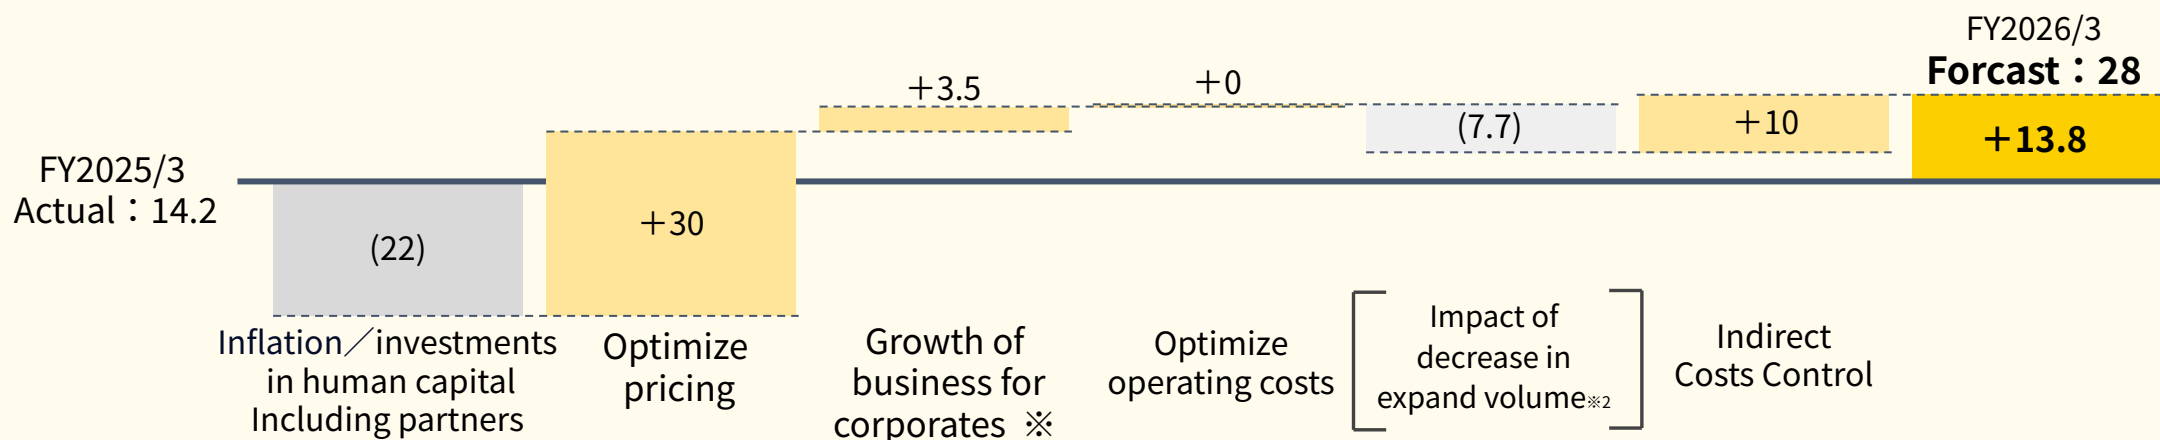 FY2025/3
Actual：14.2
(22)
Inflation／investments
in human capital
Including partners
＋30
Optimize
pricing
＋3.5
Growth of
business for
corporates ※
＋0
Optimize
operating costs
(7.7)
Impact of
decrease in
expand volume※2
＋10
Indirect
Costs Control
FY2026/3
Forcast：28
＋13.8